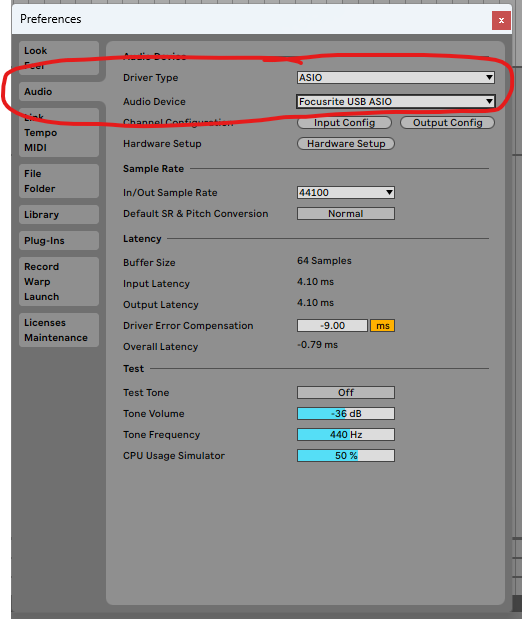 Preferences
x
Look
Feel
Audio
Link
Tempo
MIDI
File
Folder
Library
Plug-Ins
Record
Warp
Launch
Licenses
Maintenance
Audio Device
Driver Type ASIO
Audio Device Focusrite USB ASIO
Channel Configuration Input Config Output Config
Hardware Setup Hardware Setup
Sample Rate
In/Out Sample Rate 44100
Default SR & Pitch Conversion Normal
Latency
Buffer Size 64 Samples
Input Latency 4.10 ms
Output Latency 4.10 ms
Driver Error Compensation -9.00 ms
Overall Latency -0.79 ms
Test
Test Tone Off
Tone Volume -36 dB
Tone Frequency 440 Hz
CPU Usage Simulator 50 %